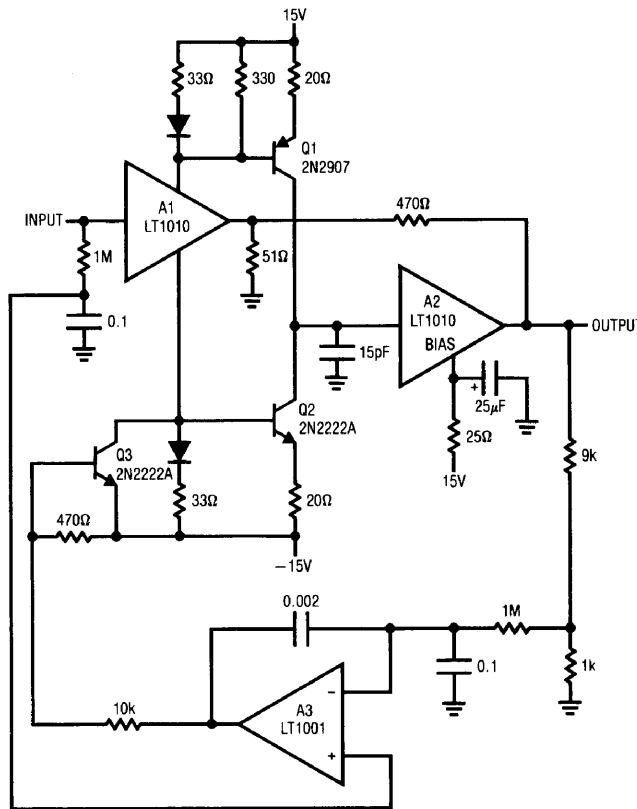 15V
33Ω
330
20Ω
Q1
2N2907
A1
LT1010
INPUT
470Ω
1M
51Ω
0.1
A2
LT1010
BIAS
OUTPUT
15pF
+
25µF
Q2
2N2222A
Q3
2N2222A
25Ω
15V
9k
33Ω
20Ω
470Ω
–15V
0.002
1M
0.1
1k
10k
A3
LT1001
–
+